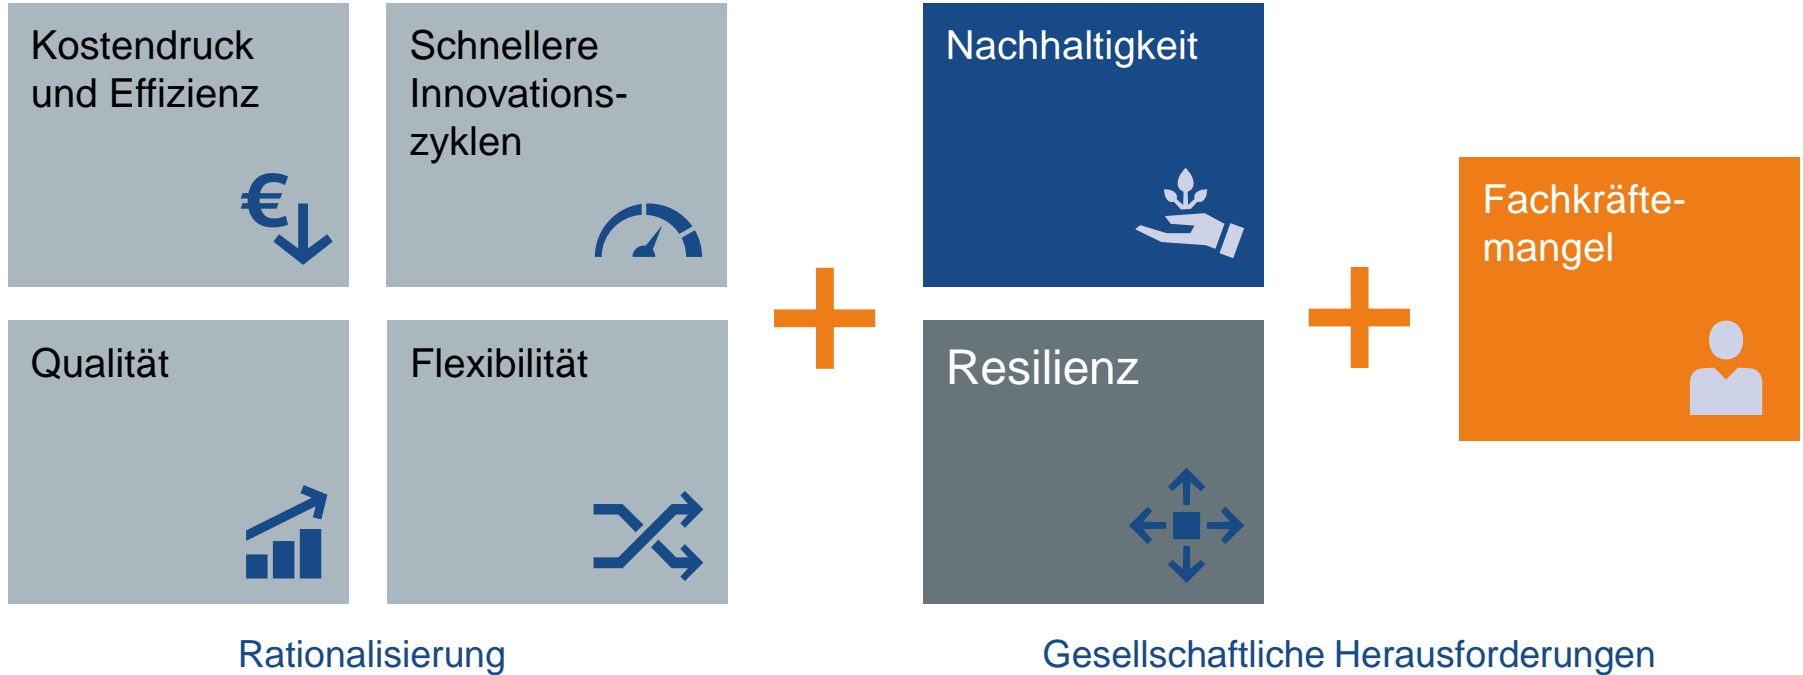 Kostendruck
und Effizienz
Schnellere
Innovations-
zyklen
Qualität
Flexibilität
Rationalisierung
Nachhaltigkeit
Resilienz
Fachkräfte-
mangel
Gesellschaftliche Herausforderungen